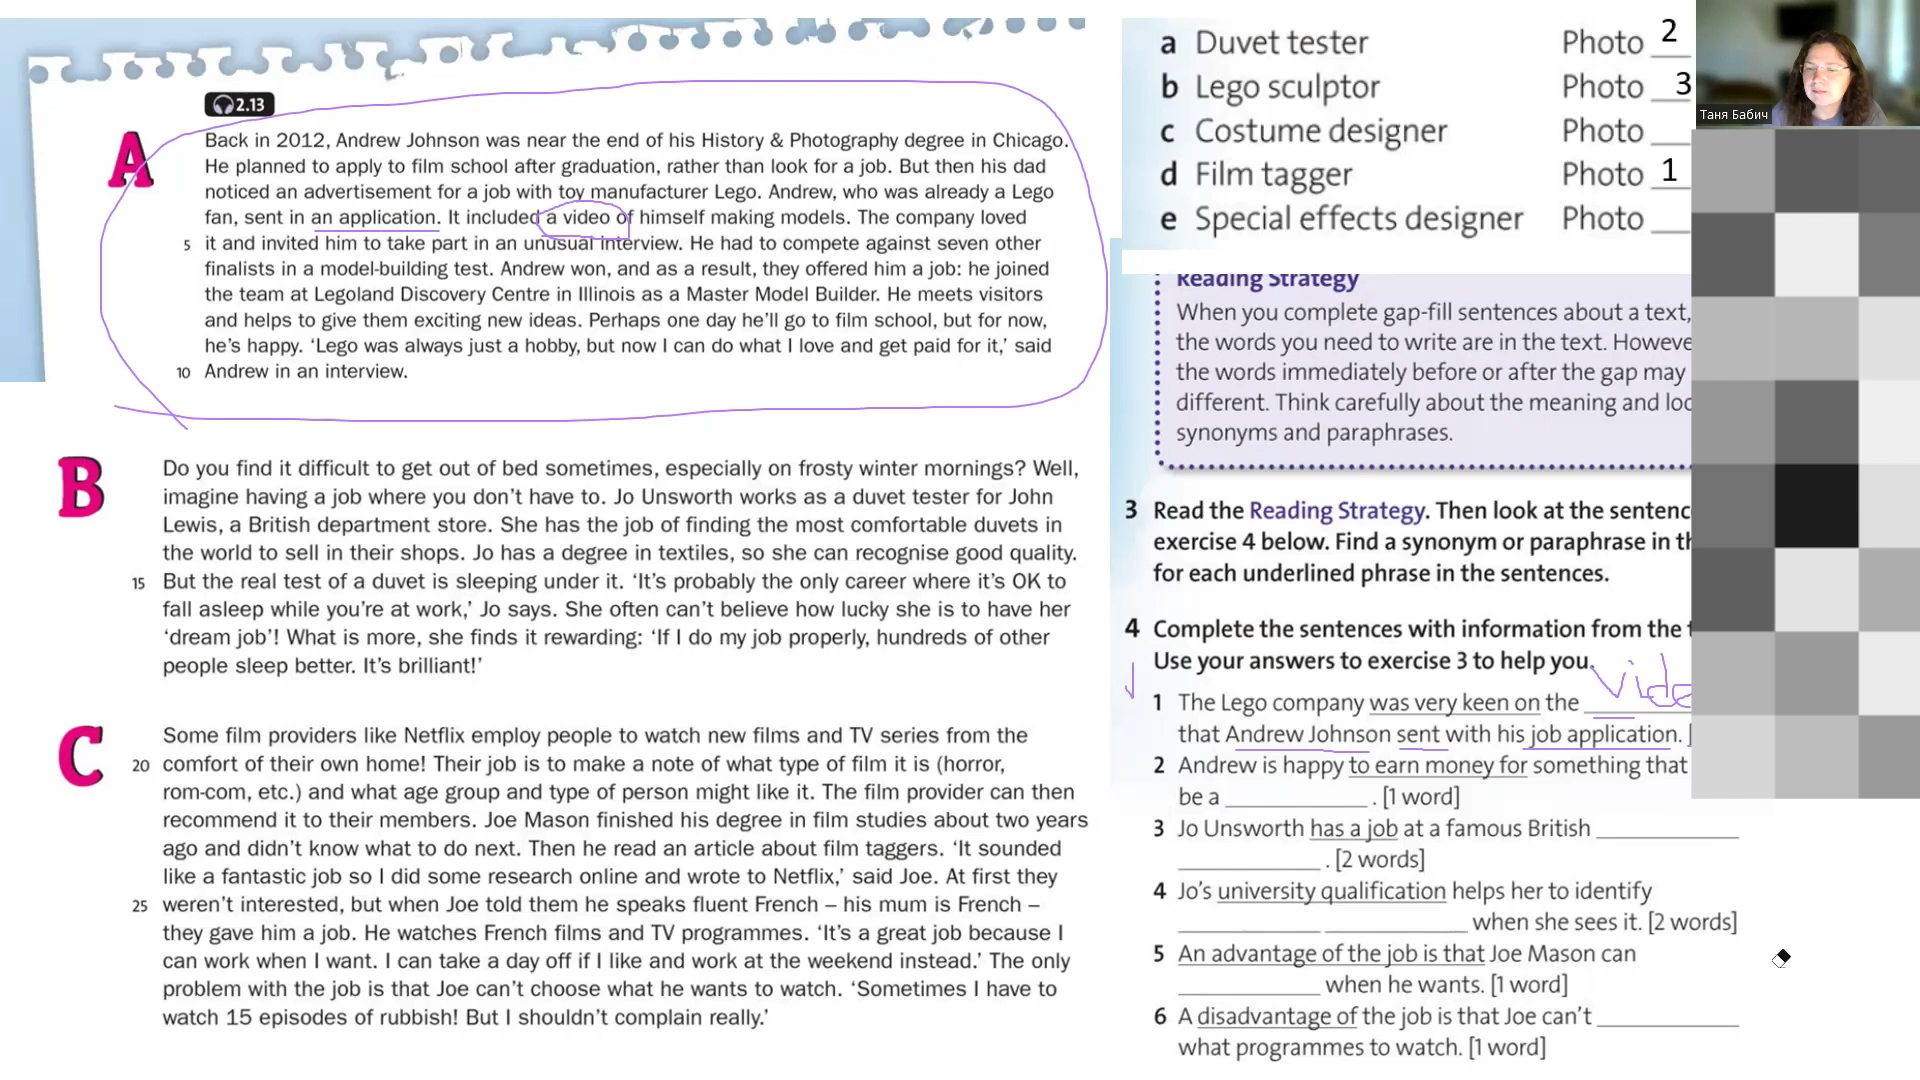 2.13
A
Back in 2012, Andrew Johnson was near the end of his History & Photography degree in Chicago.
He planned to apply to film school after graduation, rather than look for a job. But then his dad
noticed an advertisement for a job with toy manufacturer Lego. Andrew, who was already a Lego
fan, sent in an application. It included a video of himself making models. The company loved
5 it and invited him to take part in an unusual interview. He had to compete against seven other
finalists in a model-building test. Andrew won, and as a result, they offered him a job: he joined
the team at Legoland Discovery Centre in Illinois as a Master Model Builder. He meets visitors
and helps to give them exciting new ideas. Perhaps one day he'll go to film school, but for now,
he's happy. 'Lego was always just a hobby, but now I can do what I love and get paid for it,' said
10 Andrew in an interview.
B
Do you find it difficult to get out of bed sometimes, especially on frosty winter mornings? Well,
imagine having a job where you don't have to. Jo Unsworth works as a duvet tester for John
Lewis, a British department store. She has the job of finding the most comfortable duvets in
the world to sell in their shops. Jo has a degree in textiles, so she can recognise good quality.
15 But the real test of a duvet is sleeping under it. 'It's probably the only career where it's OK to
fall asleep while you're at work,' Jo says. She often can't believe how lucky she is to have her
'dream job'! What is more, she finds it rewarding: 'If I do my job properly, hundreds of other
people sleep better. It's brilliant!'
C
Some film providers like Netflix employ people to watch new films and TV series from the
20 comfort of their own home! Their job is to make a note of what type of film it is (horror,
rom-com, etc.) and what age group and type of person might like it. The film provider can then
recommend it to their members. Joe Mason finished his degree in film studies about two years
ago and didn't know what to do next. Then he read an article about film taggers. 'It sounded
like a fantastic job so I did some research online and wrote to Netflix,' said Joe. At first they
25 weren't interested, but when Joe told them he speaks fluent French – his mum is French –
they gave him a job. He watches French films and TV programmes. 'It's a great job because I
can work when I want. I can take a day off if I like and work at the weekend instead.' The only
problem with the job is that Joe can't choose what he wants to watch. 'Sometimes I have to
watch 15 episodes of rubbish! But I shouldn't complain really.'
a Duvet tester Photo 2
b Lego sculptor Photo 3
c Costume designer Photo
d Film tagger Photo 1
e Special effects designer Photo
Таня Бабич
Reading Strategy
When you complete gap-fill sentences about a text,
the words you need to write are in the text. Howeve
the words immediately before or after the gap may
different. Think carefully about the meaning and loo
synonyms and paraphrases.
3 Read the Reading Strategy. Then look at the sentenc
exercise 4 below. Find a synonym or paraphrase in th
for each underlined phrase in the sentences.
4 Complete the sentences with information from the t
Use your answers to exercise 3 to help you.
1 The Lego company was very keen on the vide
that Andrew Johnson sent with his job application. [
2 Andrew is happy to earn money for something that
be a ____ . [1 word]
3 Jo Unsworth has a job at a famous British ____
____ . [2 words]
4 Jo's university qualification helps her to identify
____ ____ when she sees it. [2 words]
5 An advantage of the job is that Joe Mason can
____ when he wants. [1 word]
6 A disadvantage of the job is that Joe can't ____
what programmes to watch. [1 word]